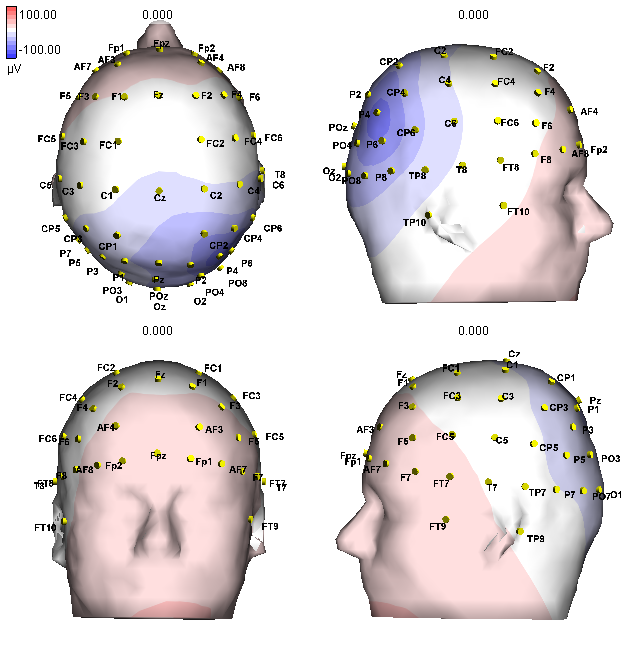 100.00
-100.00
µV
0.000
Fp1 Fpz Fp2
AF3 AF4
AF7 AF8
F5 F3 F1 Fz F2 F4 F6
FC5 FC3 FC1 FC2 FC4 FC6
T8
C5 C3 C1 Cz C2 C4 C6
CP5 CP3 CP1 CP2 CP4 CP6
P7 P5 P3 P1 Pz P2 P4 P6
PO3 POz PO4 PO8
O1 Oz O2
0.000
C2 FC2
CP2 F2
P2 CP4 C4 FC4 F4
P4 AF4
POz CP6 C6 FC6 F6
PO4 P6 F8 AF8 Fp2
Oz O2 PO8 P8 TP8 T8 FT8
TP10 FT10
0.000
FC2 Fz FC1
F2 F1
FC4 F4 F3 FC3
AF4 AF3
FC6 F6 F5 FC5
F8 AF8 Fp2 Fpz Fp1 AF7 F7
T8 FT8 FT7 T7
FT10 FT9
0.000
Cz
Fz FC1 C1
F1 CP1
F3 FC3 C3 CP3 Pz P1
AF3 F5 FC5 C5 CP5 P3
Fpz Fp1 AF7 P5 PO3
F7 FT7 T7 TP7 P7 PO7 O1
FT9 TP9